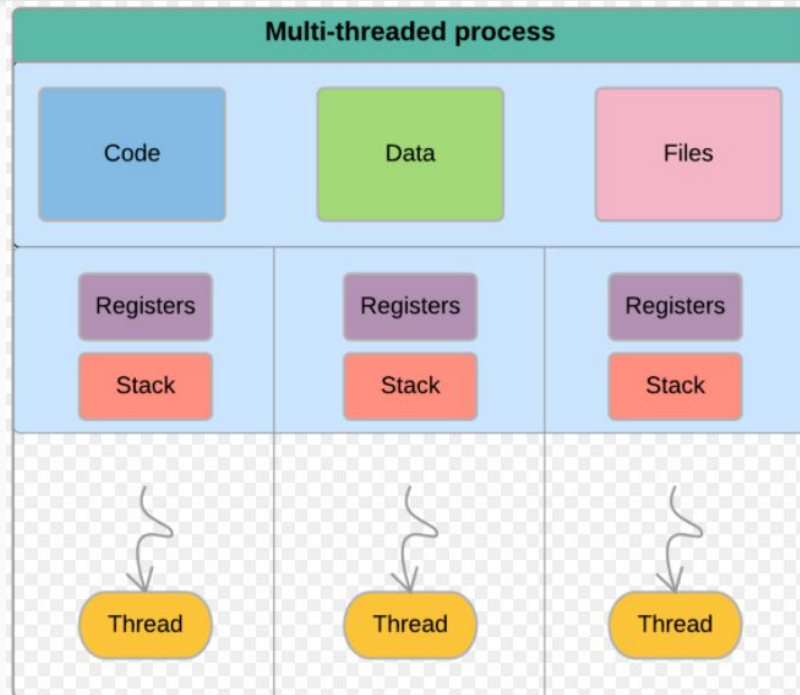 Multi-threaded process
Code Data Files
Registers Registers Registers
Stack Stack Stack
Thread Thread Thread